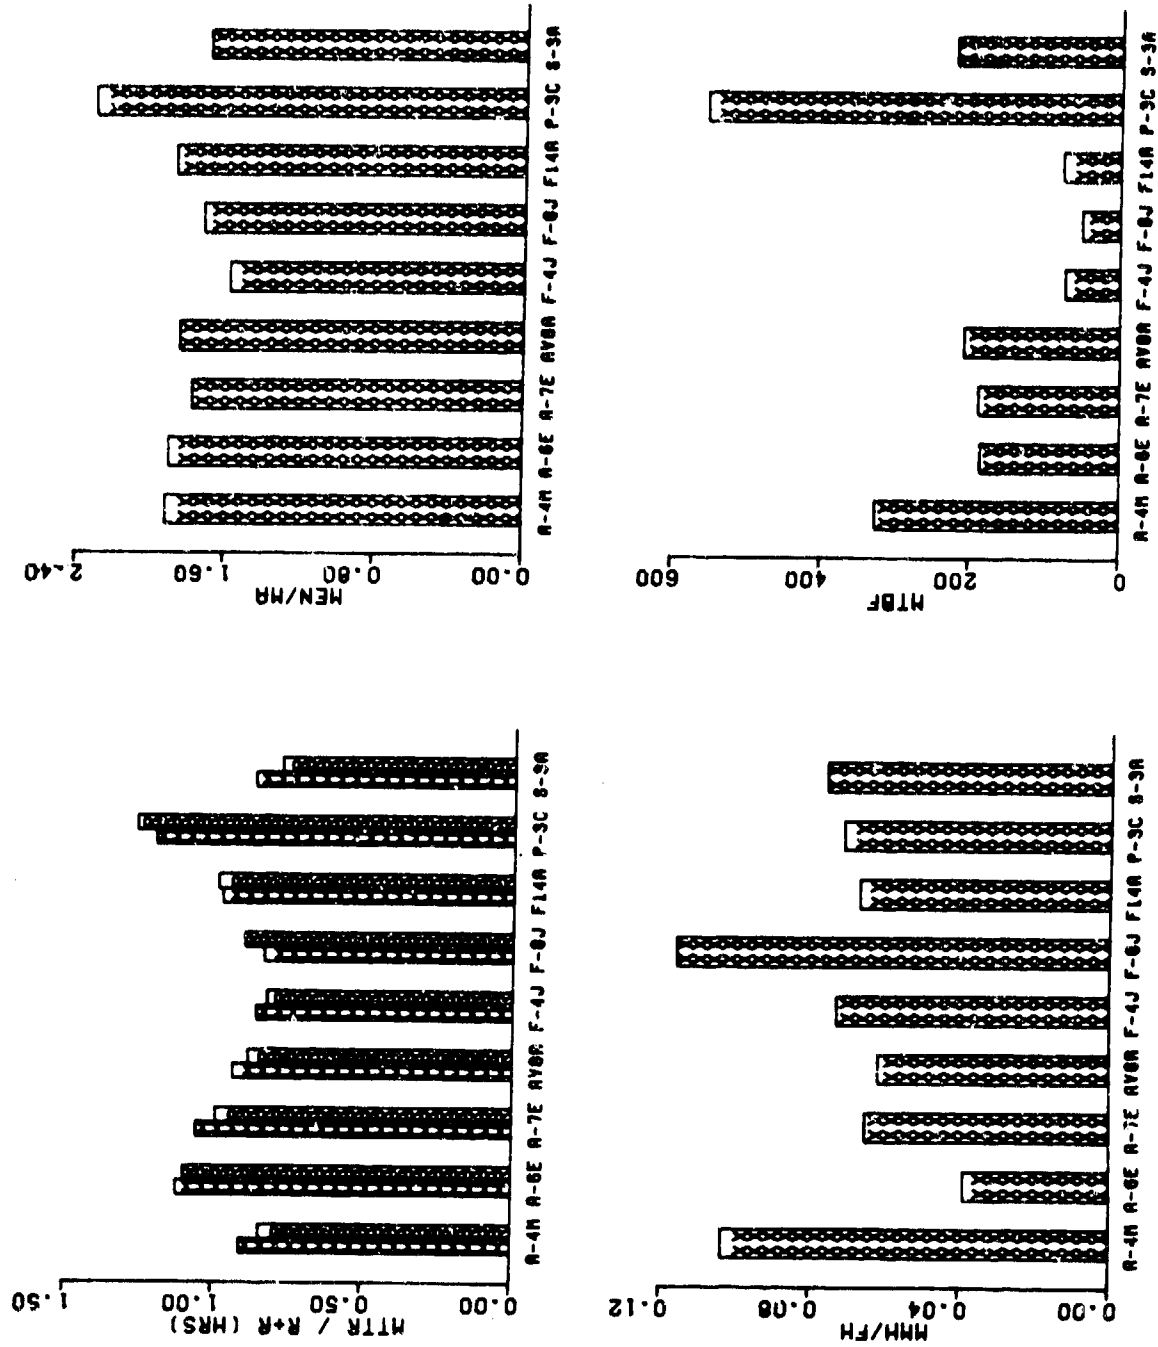 1.50
1.00
0.50
0.00
MTTR / R+R (HRS)
A-4M A-6E A-7E AV8A F-4J F-8J F14A P-3C S-3A
2.40
1.60
0.80
0.00
MEN/MA
A-4M A-6E A-7E AV8A F-4J F-8J F14A P-3C S-3A
0.12
0.08
0.04
0.00
MMH/FH
A-4M A-6E A-7E AV8A F-4J F-8J F14A P-3C S-3A
600
400
200
0
MTBF
A-4M A-6E A-7E AV8A F-4J F-8J F14A P-3C S-3A